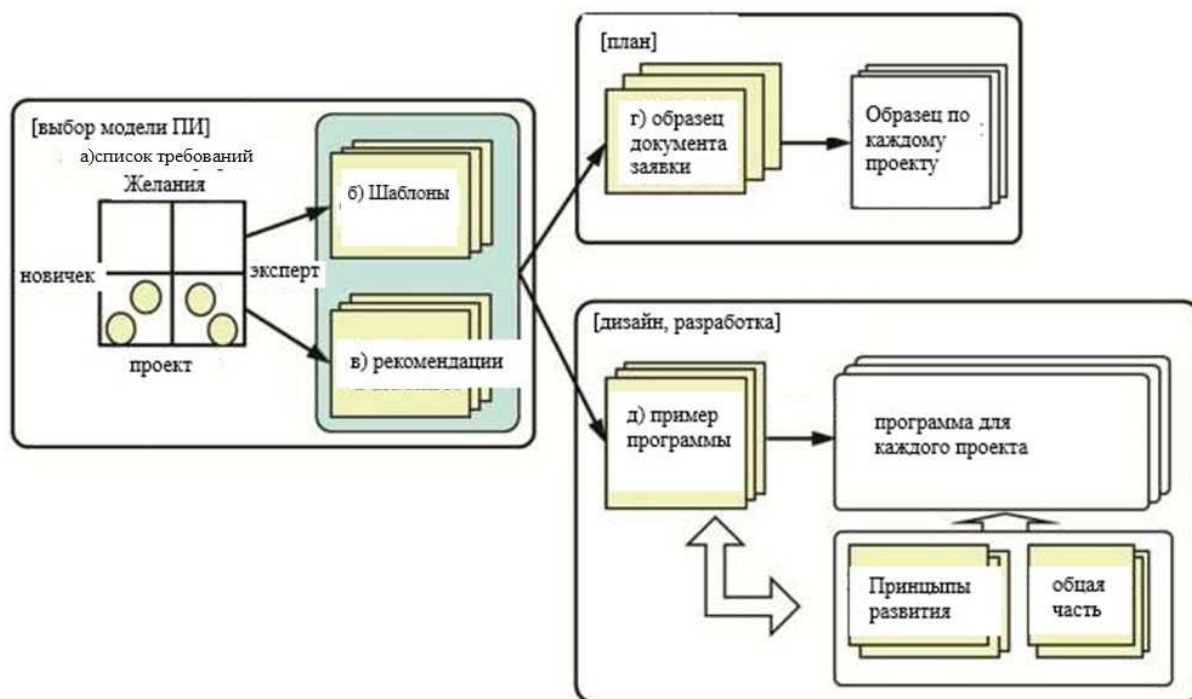 [выбор модели ПИ]
а)список требований
Желания
новичек
эксперт
проект
б) Шаблоны
в) рекомендации
[план]
г) образец
документа
заявки
Образец по
каждому
проекту
[дизайн, разработка]
д) пример
программы
программа для
каждого проекта
Принцыпы
развития
общая
часть